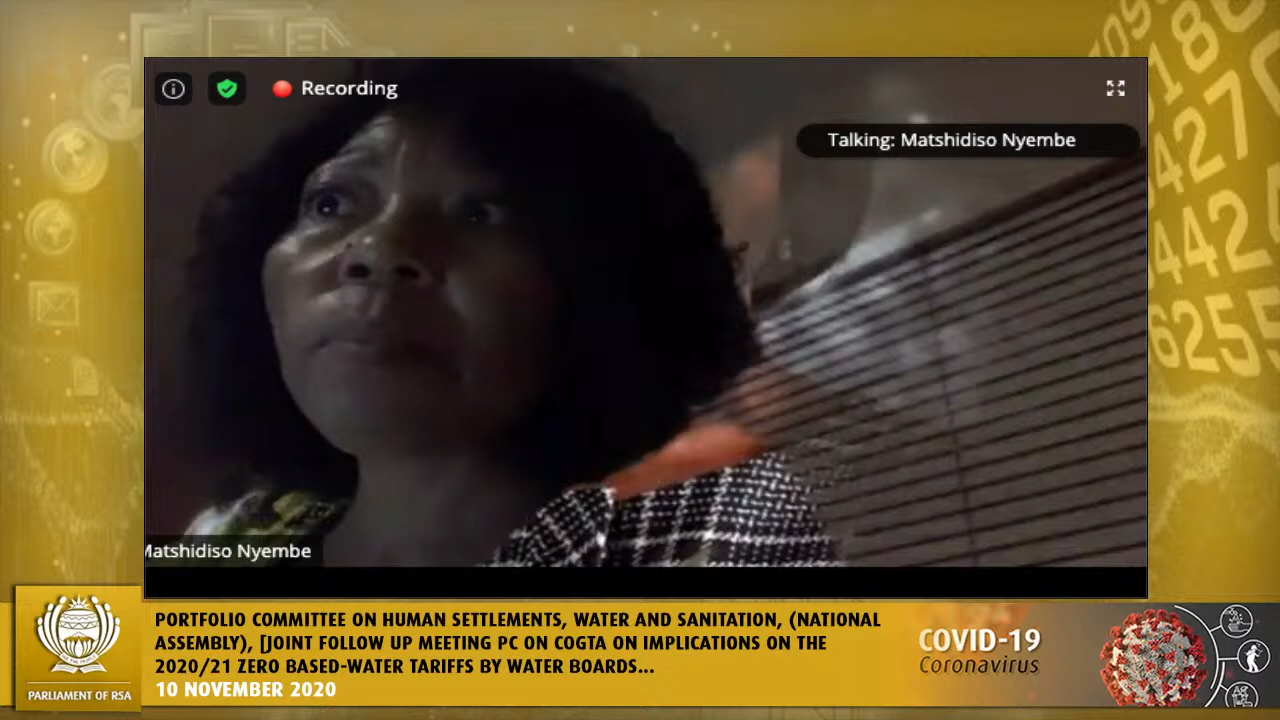 Recording
Talking: Matshidiso Nyembe
Matshidiso Nyembe
PORTFOLIO COMMITTEE ON HUMAN SETTLEMENTS, WATER AND SANITATION, (NATIONAL
ASSEMBLY), [JOINT FOLLOW UP MEETING PC ON COGTA ON IMPLICATIONS ON THE
2020/21 ZERO BASED-WATER TARIFFS BY WATER BOARDS...
10 NOVEMBER 2020
PARLIAMENT OF RSA
COVID-19
Coronavirus